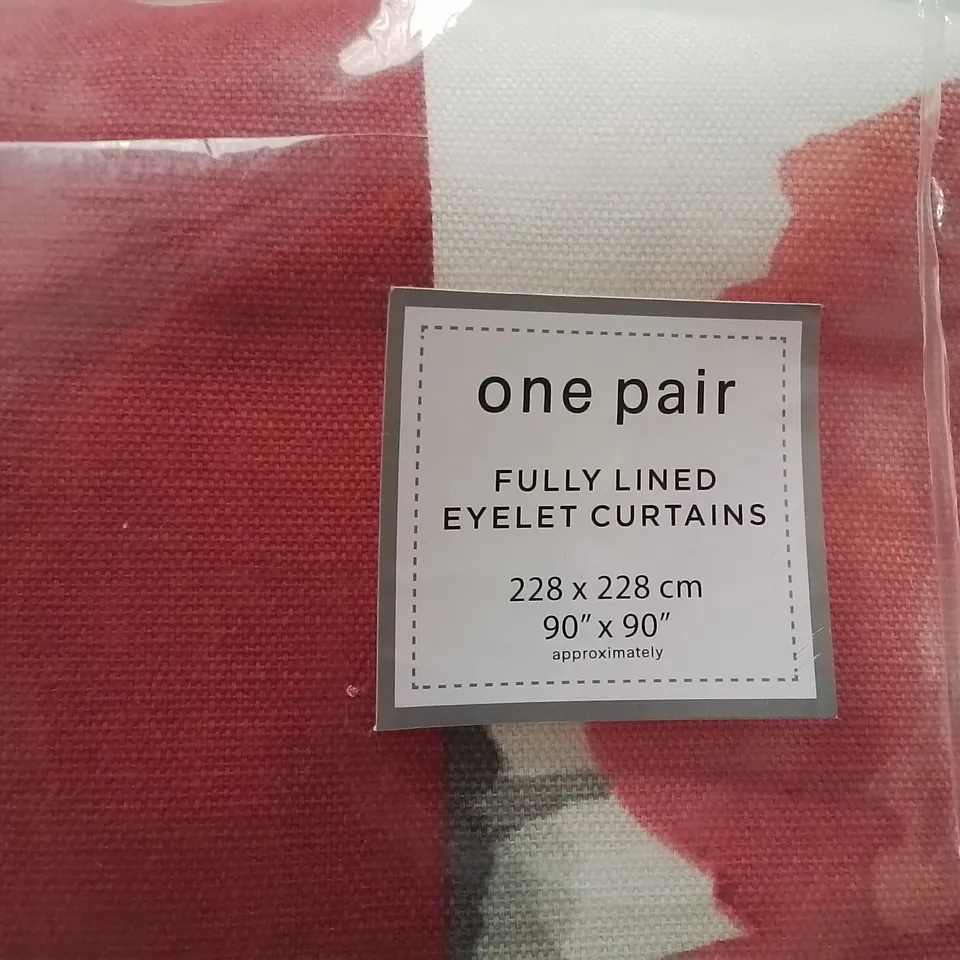 one pair
FULLY LINED
EYELET CURTAINS
228 x 228 cm
90" x 90"
approximately